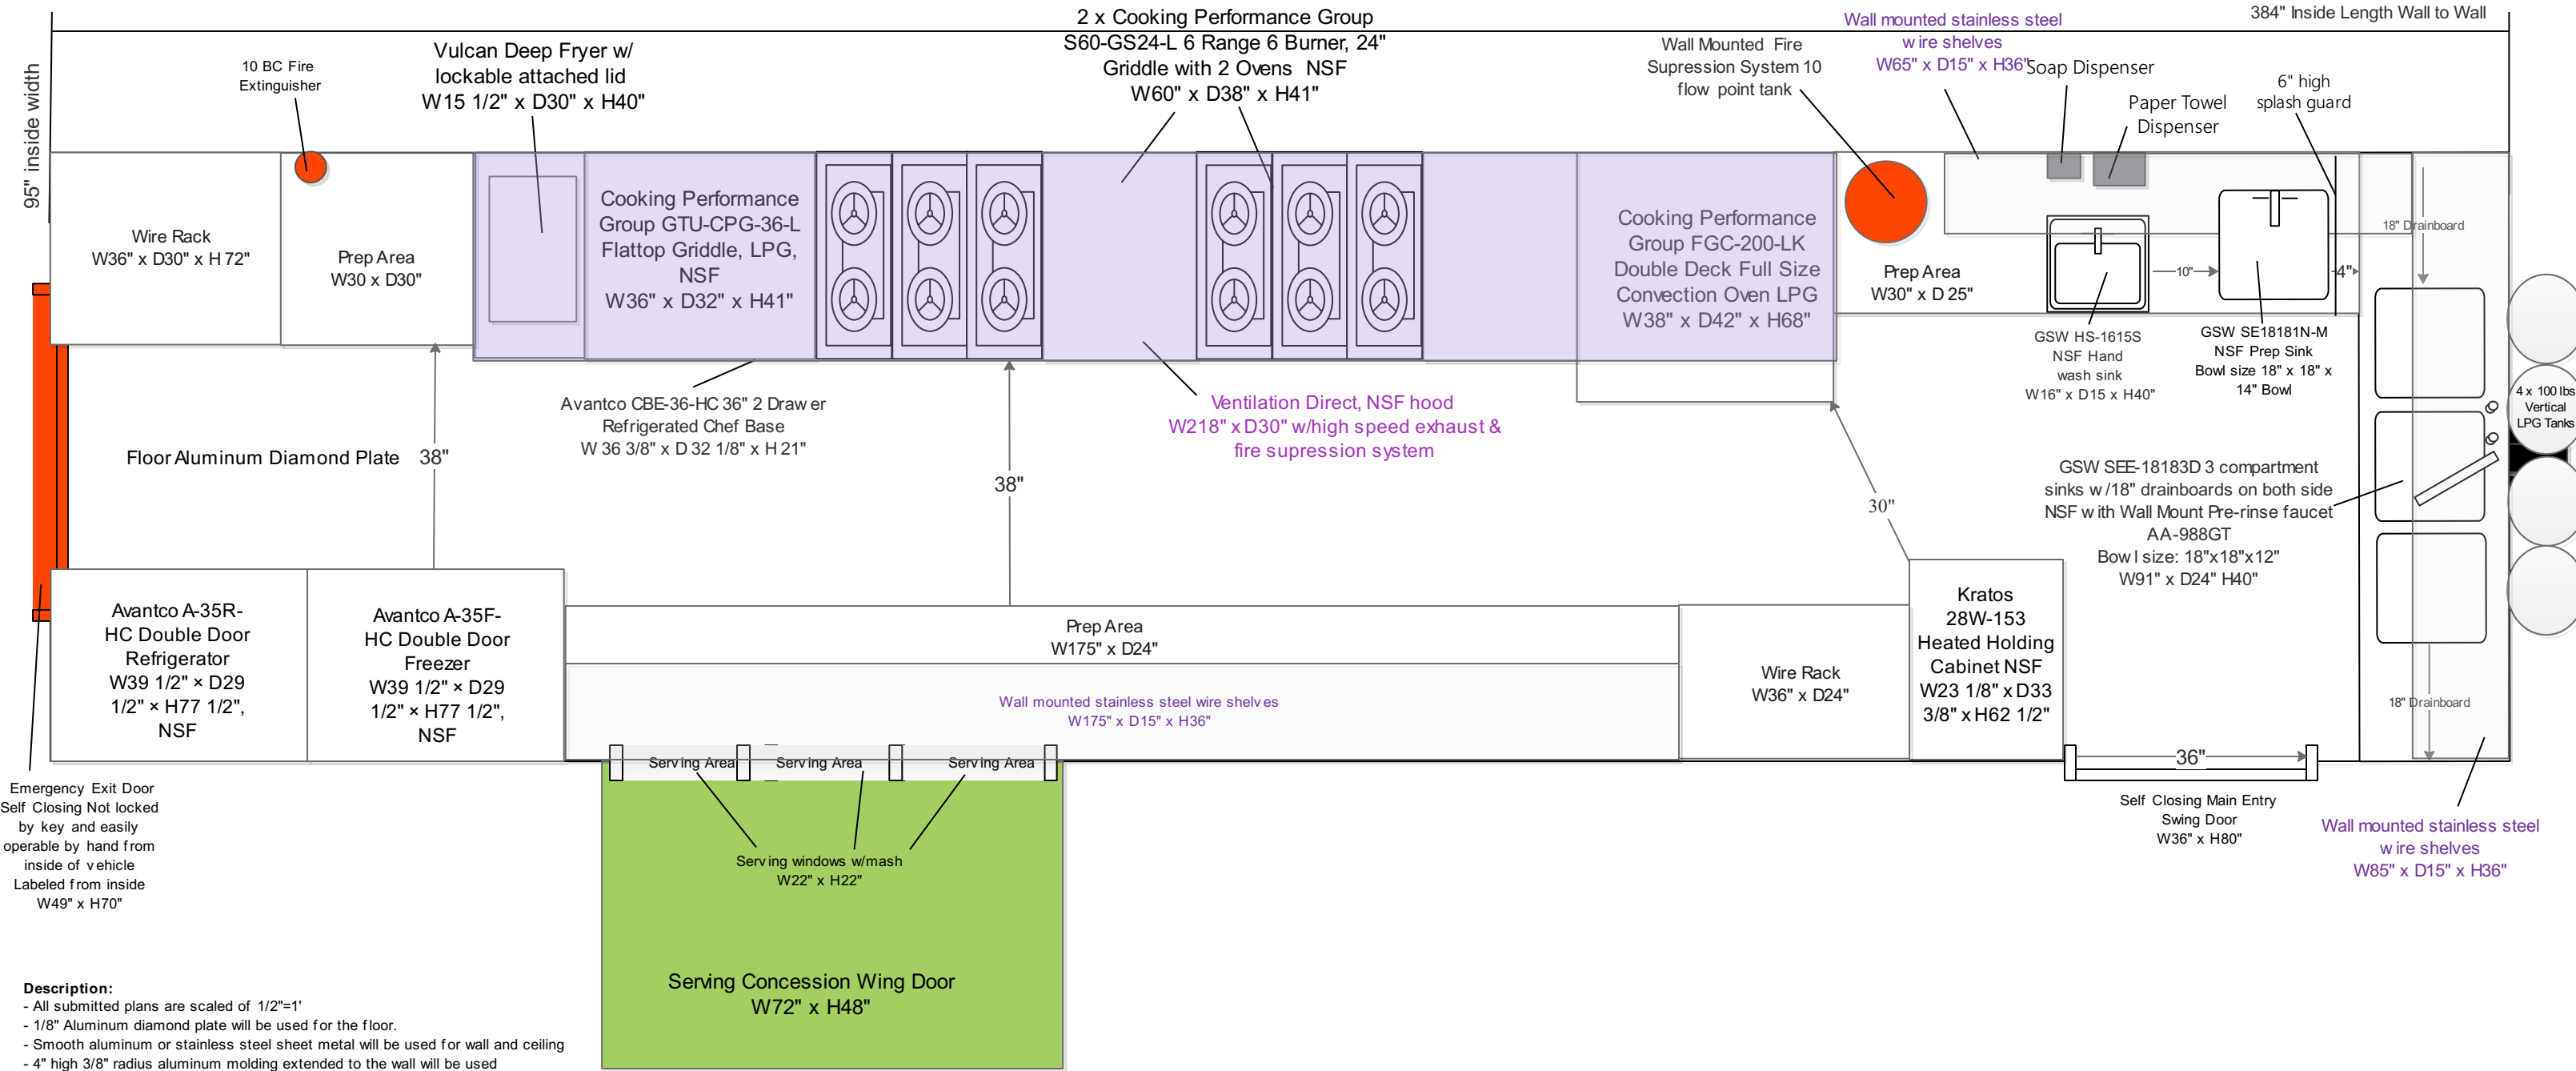 384" Inside Length Wall to Wall
95" inside width
10 BC Fire
Extinguisher
Vulcan Deep Fryer w/
lockable attached lid
W15 1/2" x D30" x H40"
2 x Cooking Performance Group
S60-GS24-L 6 Range 6 Burner, 24"
Griddle with 2 Ovens NSF
W60" x D38" x H41"
Wall Mounted Fire
Supression System 10
flow point tank
Wall mounted stainless steel
wire shelves
W65" x D15" x H36"
Soap Dispenser
Paper Towel
Dispenser
6" high
splash guard
Wire Rack
W36" x D30" x H 72"
Prep Area
W30 x D30"
Cooking Performance
Group GTU-CPG-36-L
Flattop Griddle, LPG,
NSF
W36" x D32" x H41"
Cooking Performance
Group FGC-200-LK
Double Deck Full Size
Convection Oven LPG
W38" x D42" x H68"
Prep Area
W30" x D 25"
10"
4"
18" Drainboard
GSW HS-1615S
NSF Hand
wash sink
W16" x D15 x H40"
GSW SE18181N-M
NSF Prep Sink
Bowl size 18" x 18" x
14" Bowl
4 x 100 lbs
Vertical
LPG Tanks
Avantco CBE-36-HC 36" 2 Drawer
Refrigerated Chef Base
W 36 3/8" x D 32 1/8" x H 21"
Ventilation Direct, NSF hood
W218" x D30" w/high speed exhaust &
fire supression system
Floor Aluminum Diamond Plate
38"
38"
30"
GSW SEE-18183D 3 compartment
sinks w/18" drainboards on both side
NSF with Wall Mount Pre-rinse faucet
AA-988GT
Bowl size: 18"x18"x12"
W91" x D24" H40"
Avantco A-35R-
HC Double Door
Refrigerator
W39 1/2" × D29
1/2" × H77 1/2",
NSF
Avantco A-35F-
HC Double Door
Freezer
W39 1/2" × D29
1/2" × H77 1/2",
NSF
Prep Area
W175" x D24"
Wall mounted stainless steel wire shelves
W175" x D15" x H36"
Wire Rack
W36" x D24"
Kratos
28W-153
Heated Holding
Cabinet NSF
W23 1/8" x D33
3/8" x H62 1/2"
18" Drainboard
36"
Serving Area
Serving Area
Serving Area
Serving windows w/mash
W22" x H22"
Emergency Exit Door
Self Closing Not locked
by key and easily
operable by hand from
inside of vehicle
Labeled from inside
W49" x H70"
Self Closing Main Entry
Swing Door
W36" x H80"
Wall mounted stainless steel
wire shelves
W85" x D15" x H36"
Serving Concession Wing Door
W72" x H48"
Description:
- All submitted plans are scaled of 1/2"=1'
- 1/8" Aluminum diamond plate will be used for the floor.
- Smooth aluminum or stainless steel sheet metal will be used for wall and ceiling
- 4" high 3/8" radius aluminum molding extended to the wall will be used